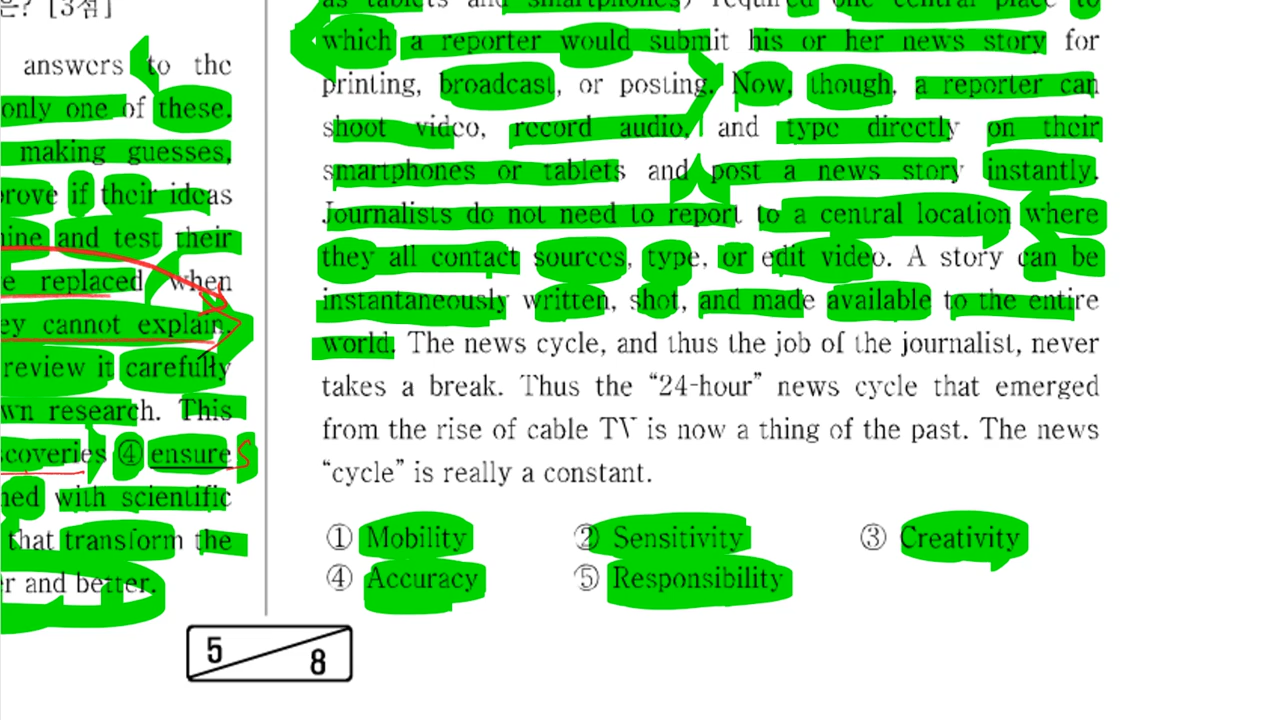 은? [3점]
answers to the
only one of these.
making guesses,
prove if their ideas
and test their
replaced when
ey cannot explain,
review it carefully
wn research. This
scoveries ④ ensure s
ned with scientific
that transform the
er and better.
as tablets and smartphones) required one central place to
which a reporter would submit his or her news story for
printing, broadcast, or posting. Now, though, a reporter can
shoot video, record audio, and type directly on their
smartphones or tablets and post a news story instantly.
Journalists do not need to report to a central location where
they all contact sources, type, or edit video. A story can be
instantaneously written, shot, and made available to the entire
world. The news cycle, and thus the job of the journalist, never
takes a break. Thus the “24-hour” news cycle that emerged
from the rise of cable TV is now a thing of the past. The news
“cycle” is really a constant.
① Mobility ② Sensitivity ③ Creativity
④ Accuracy ⑤ Responsibility
5 8